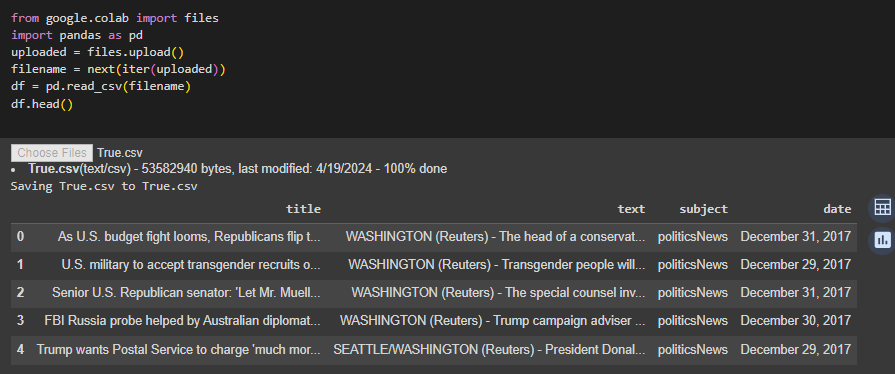 from google.colab import files
import pandas as pd
uploaded = files.upload()
filename = next(iter(uploaded))
df = pd.read_csv(filename)
df.head()
Choose Files True.csv
• True.csv(text/csv) - 53582940 bytes, last modified: 4/19/2024 - 100% done
Saving True.csv to True.csv
title text subject date
0 As U.S. budget fight looms, Republicans flip t... WASHINGTON (Reuters) - The head of a conservat... politicsNews December 31, 2017
1 U.S. military to accept transgender recruits o... WASHINGTON (Reuters) - Transgender people will... politicsNews December 29, 2017
2 Senior U.S. Republican senator: 'Let Mr. Muell... WASHINGTON (Reuters) - The special counsel inv... politicsNews December 31, 2017
3 FBI Russia probe helped by Australian diplomat... WASHINGTON (Reuters) - Trump campaign adviser ... politicsNews December 30, 2017
4 Trump wants Postal Service to charge 'much mor... SEATTLE/WASHINGTON (Reuters) - President Donal... politicsNews December 29, 2017